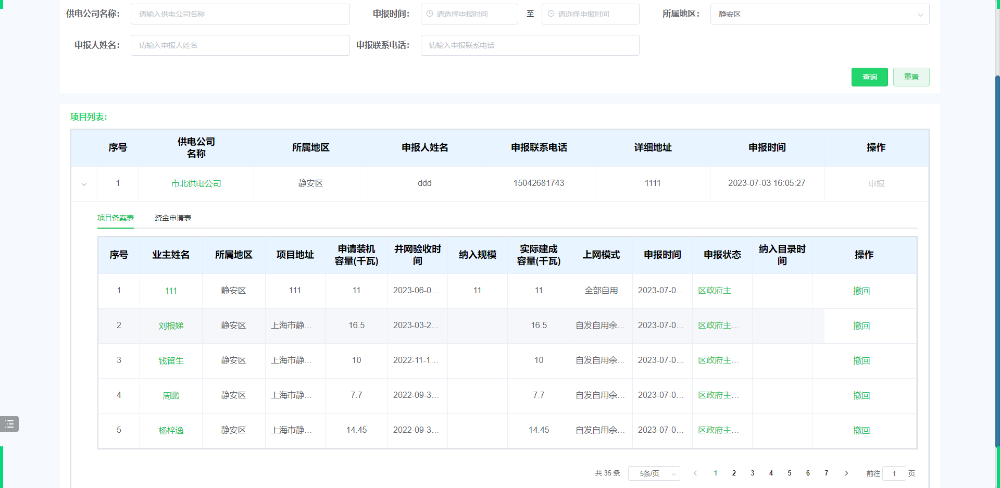 供电公司名称： 请输入供电公司名称 申报时间： 请选择申报时间 至 请选择申报时间 所属地区： 静安区
申报人姓名： 请输入申报人姓名 申报联系电话： 请输入申报联系电话
查询 重置
项目列表：
序号 供电公司名称 所属地区 申报人姓名 申报联系电话 详细地址 申报时间 操作
1 市北供电公司 静安区 ddd 15042681743 1111 2023-07-03 16:05:27 申报
项目备案表 资金申请表
序号 业主姓名 所属地区 项目地址 申请装机容量(千瓦) 并网验收时间 纳入规模 实际建成容量(千瓦) 上网模式 申报时间 申报状态 纳入目录时间 操作
1 111 静安区 111 11 2023-06-0... 11 11 全部自用 2023-07-0... 区政府主... 撤回
2 刘根娣 静安区 上海市静... 16.5 2023-03-2... 16.5 自发自用余... 2023-07-0... 区政府主... 撤回
3 钱留生 静安区 上海市静... 10 2022-11-1... 10 自发自用余... 2023-07-0... 区政府主... 撤回
4 周鹏 静安区 上海市静... 7.7 2022-09-3... 7.7 自发自用余... 2023-07-0... 区政府主... 撤回
5 杨梓逸 静安区 上海市静... 14.45 2022-09-3... 14.45 自发自用余... 2023-07-0... 区政府主... 撤回
共 35 条 5条/页 1 2 3 4 5 6 7 前往 1 页